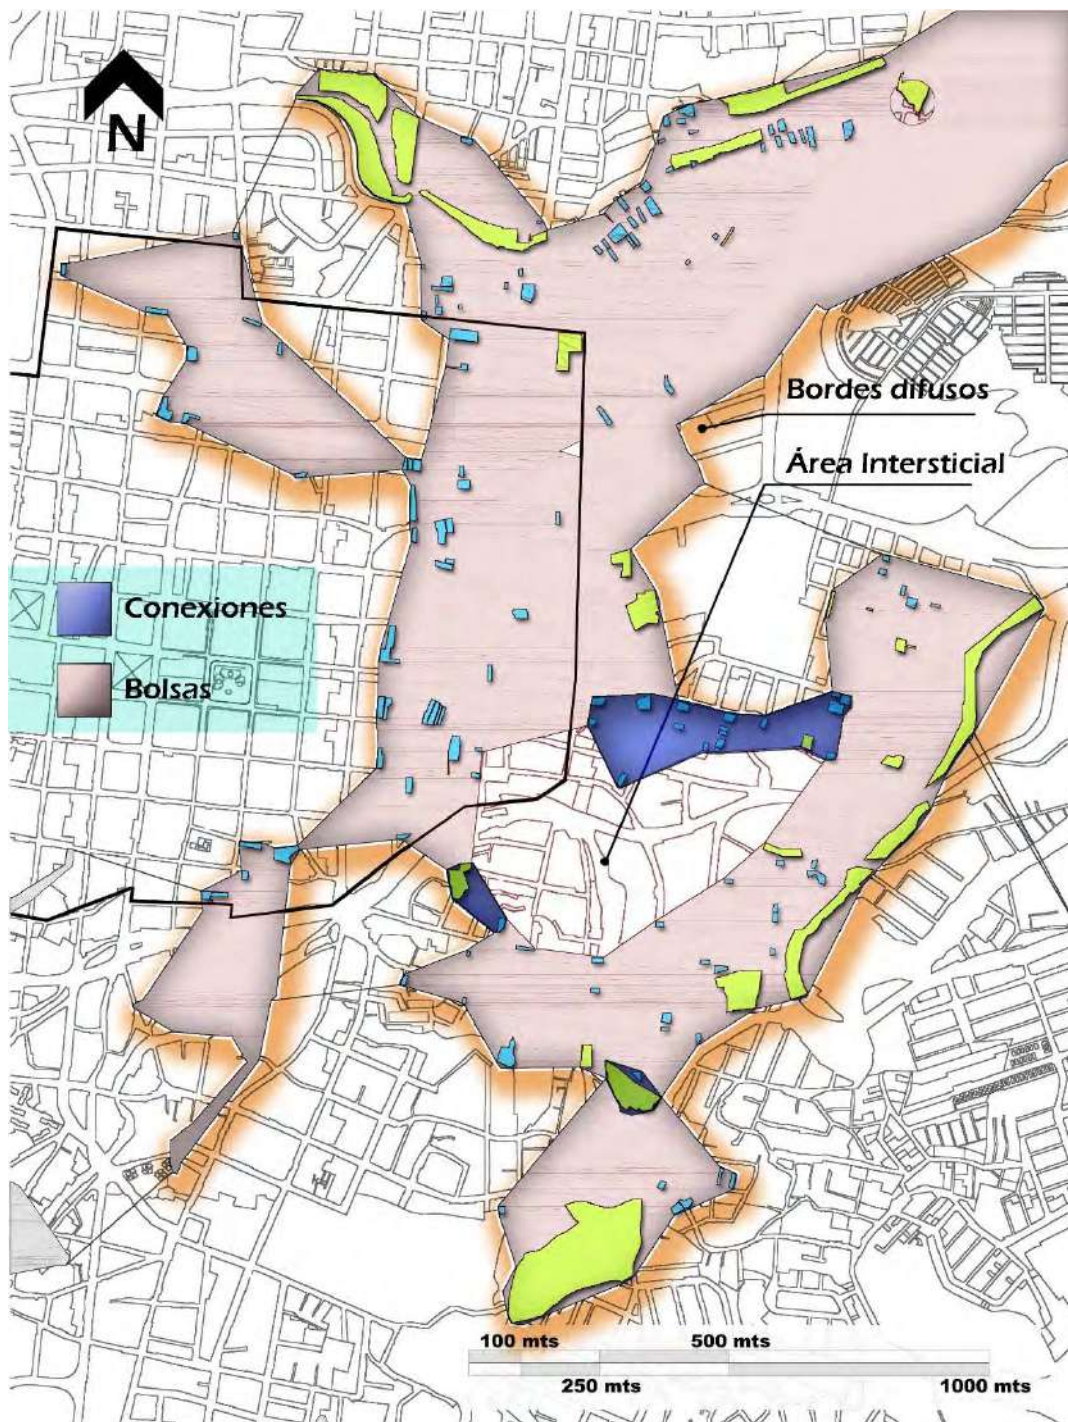 N
Bordes difusos
Área Intersticial
Conexiones
Bolsas
100 mts
500 mts
250 mts
1000 mts